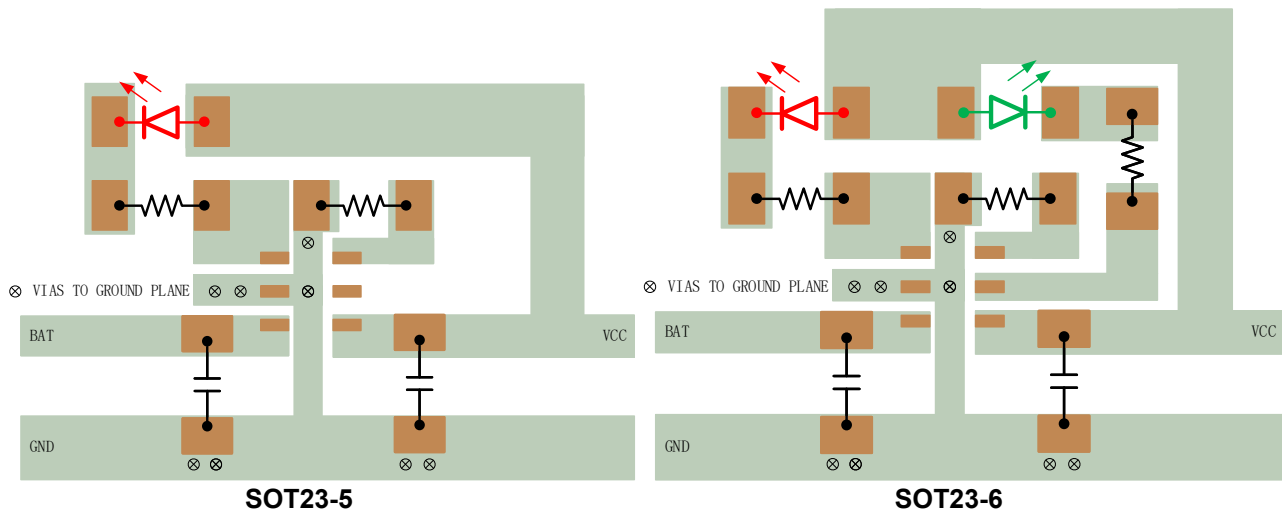 ⊗ VIAS TO GROUND PLANE
BAT
VCC
GND
SOT23-5
⊗ VIAS TO GROUND PLANE
BAT
VCC
GND
SOT23-6